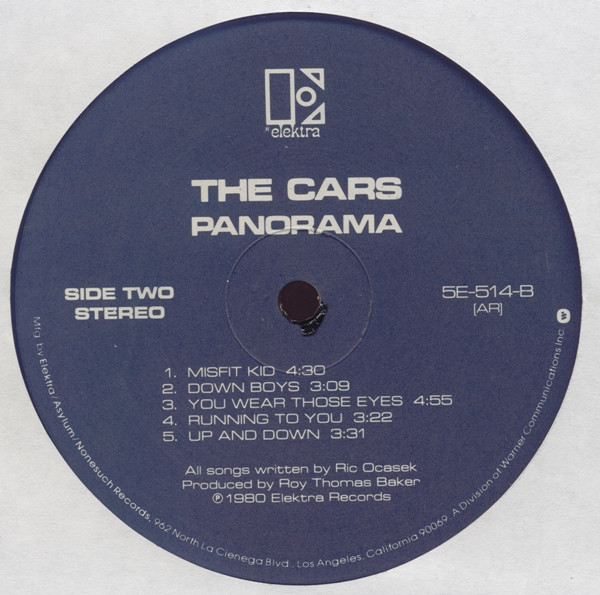 elektra
THE CARS
PANORAMA
SIDE TWO
STEREO
5E-514-B
[AR]
1. MISFIT KID 4:30
2. DOWN BOYS 3:09
3. YOU WEAR THOSE EYES 4:55
4. RUNNING TO YOU 3:22
5. UP AND DOWN 3:31
All songs written by Ric Ocasek
Produced by Roy Thomas Baker
℗ 1980 Elektra Records
Mfg. by Elektra/Asylum/Nonesuch Records, 962 North La Cienega Blvd., Los Angeles, California 90069. A Division of Warner Communications Inc. W